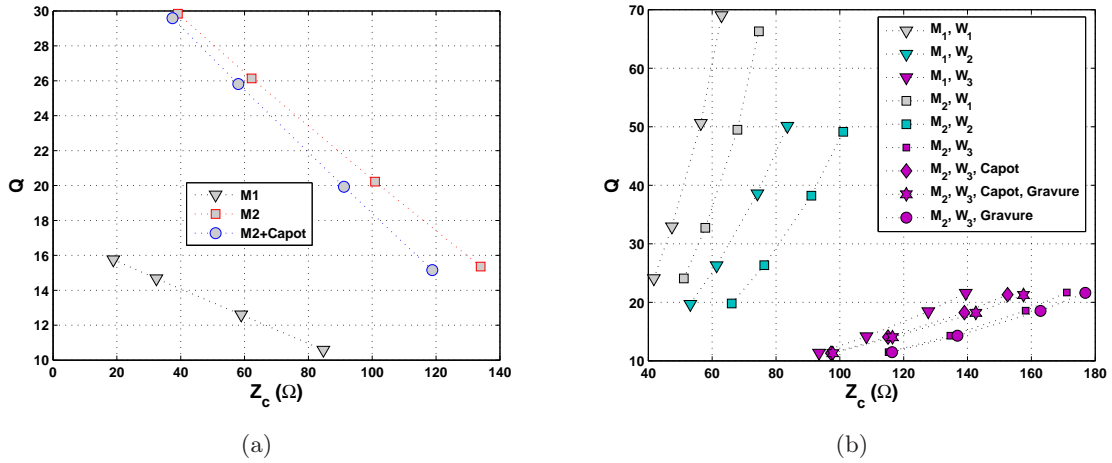 30
28
26
24
22
20
18
16
14
12
10
Q
0 20 40 60 80 100 120 140
Z_c (Ω)
M1
M2
M2+Capot
(a)
70
60
50
40
30
20
10
Q
40 60 80 100 120 140 160 180
Z_c (Ω)
M_1, W_1
M_1, W_2
M_1, W_3
M_2, W_1
M_2, W_2
M_2, W_3
M_2, W_3, Capot
M_2, W_3, Capot, Gravure
M_2, W_3, Gravure
(b)